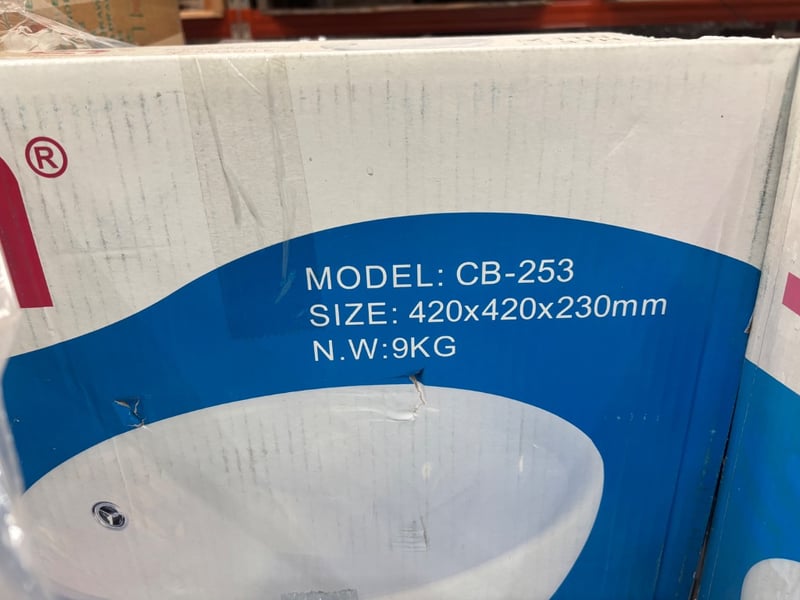 ®
MODEL: CB-253
SIZE: 420x420x230mm
N.W:9KG